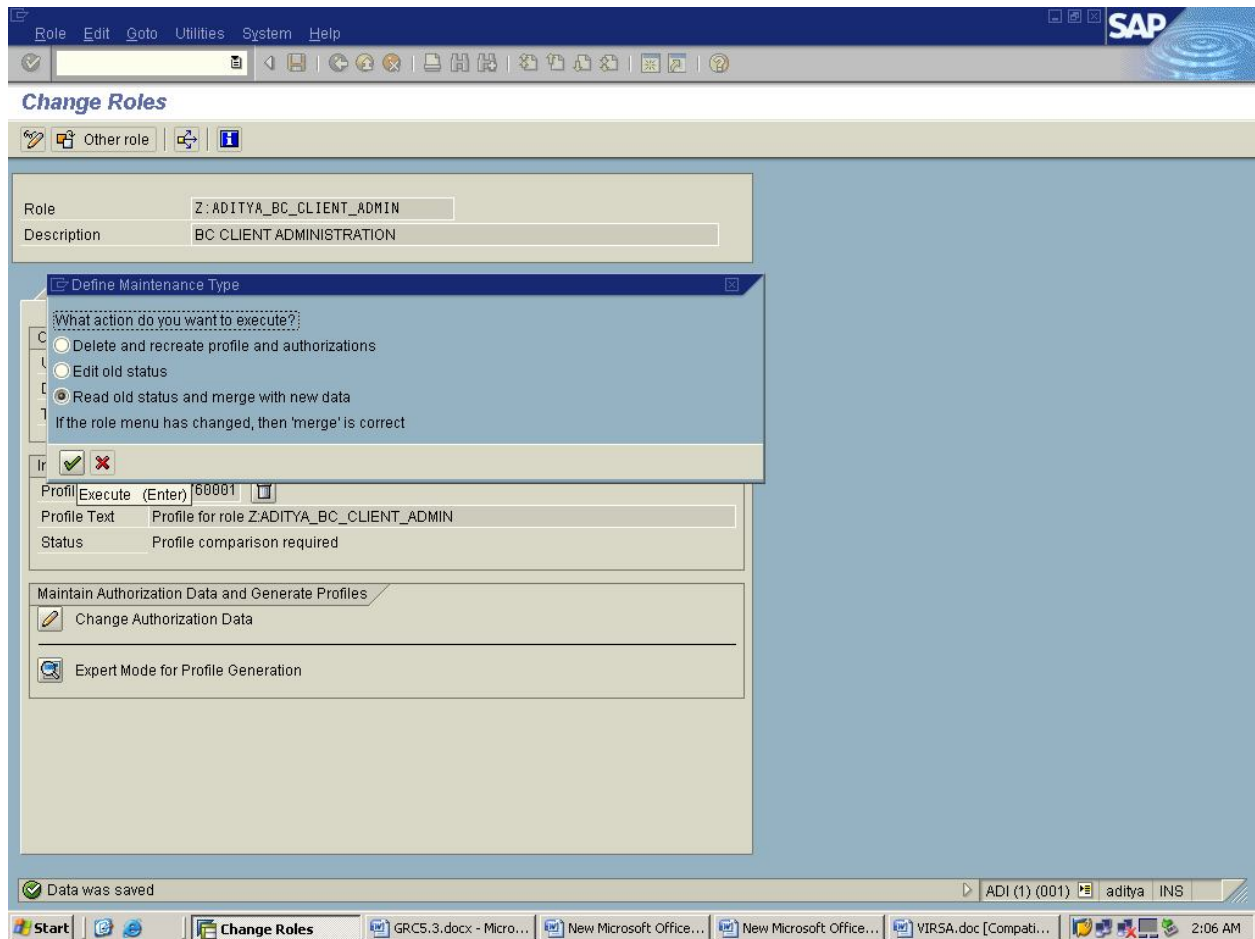 Role Edit Goto Utilities System Help
SAP
Change Roles
Other role
Role Z:ADITYA_BC_CLIENT_ADMIN
Description BC CLIENT ADMINISTRATION
Define Maintenance Type
What action do you want to execute?
Delete and recreate profile and authorizations
Edit old status
Read old status and merge with new data
If the role menu has changed, then 'merge' is correct
Profil 60001
Execute (Enter)
Profile Text Profile for role Z:ADITYA_BC_CLIENT_ADMIN
Status Profile comparison required
Maintain Authorization Data and Generate Profiles
Change Authorization Data
Expert Mode for Profile Generation
Data was saved ADI (1) (001) aditya INS
Start Change Roles GRC5.3.docx - Micro... New Microsoft Office... New Microsoft Office... VIRSA.doc [Compati... 2:06 AM